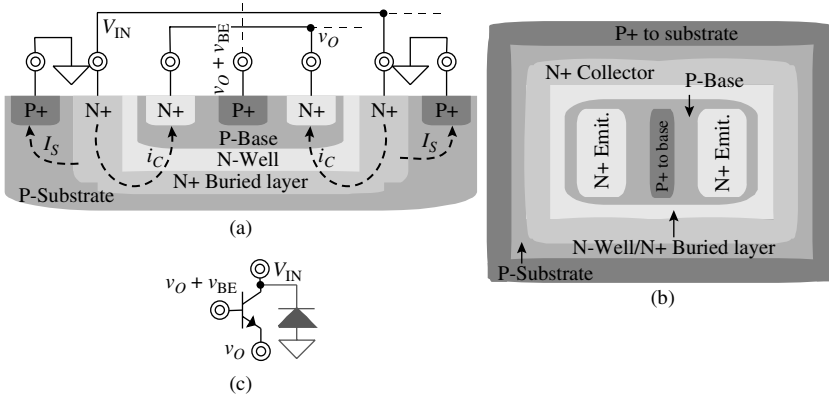 V_IN
v_O + v_BE
v_O
P+ N+ N+ P+ N+ N+ P+
I_S
P-Base
I_S
i_C
N-Well
i_C
N+ Buried layer
P-Substrate
(a)
V_IN
v_O + v_BE
v_O
(c)
P+ to substrate
N+ Collector
P-Base
N+ Emit.
P+ to base
N+ Emit.
N-Well/N+ Buried layer
P-Substrate
(b)